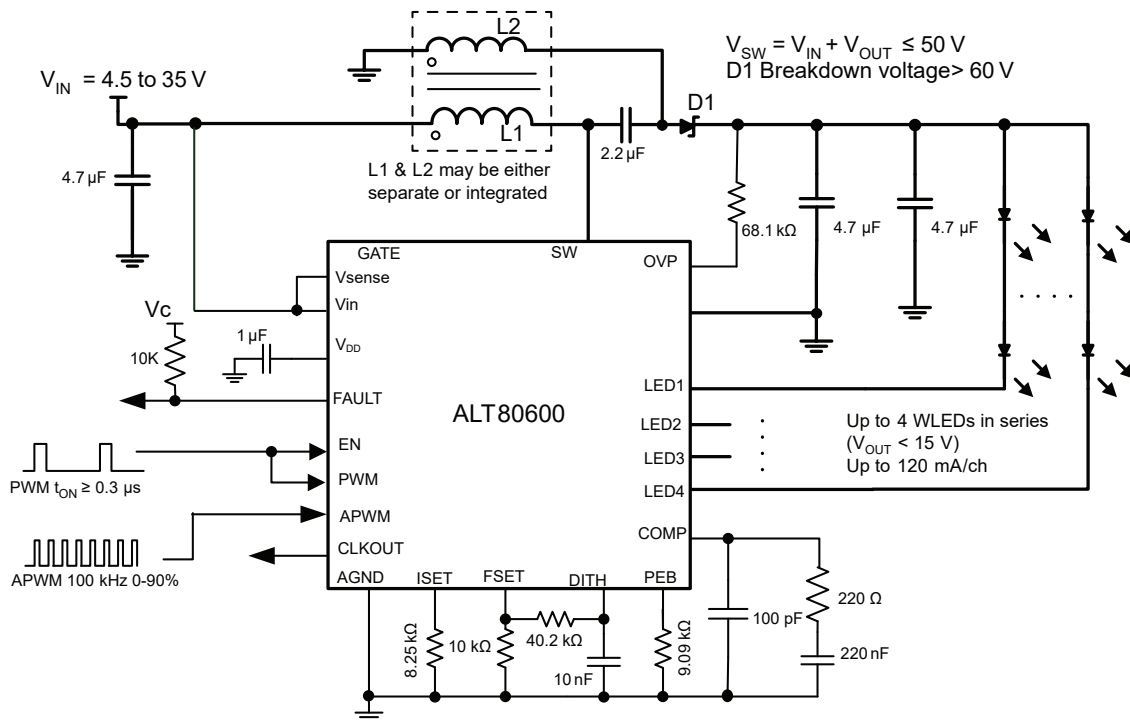 L2
V_SW = V_IN + V_OUT ≤ 50 V
D1 Breakdown voltage> 60 V
V_IN = 4.5 to 35 V
L1
D1
2.2 µF
4.7 µF
L1 & L2 may be either
separate or integrated
68.1 kΩ
4.7 µF
4.7 µF
GATE
SW
OVP
Vsense
Vin
Vc
10K
1 µF
V_DD
FAULT
ALT80600
LED1
LED2
LED3
LED4
Up to 4 WLEDs in series
(V_OUT < 15 V)
Up to 120 mA/ch
EN
PWM
PWM t_ON ≥ 0.3 µs
APWM
CLKOUT
APWM 100 kHz 0-90%
COMP
AGND
ISET
FSET
DITH
PEB
8.25 kΩ
10 kΩ
40.2 kΩ
10 nF
9.09 kΩ
100 pF
220 Ω
220 nF